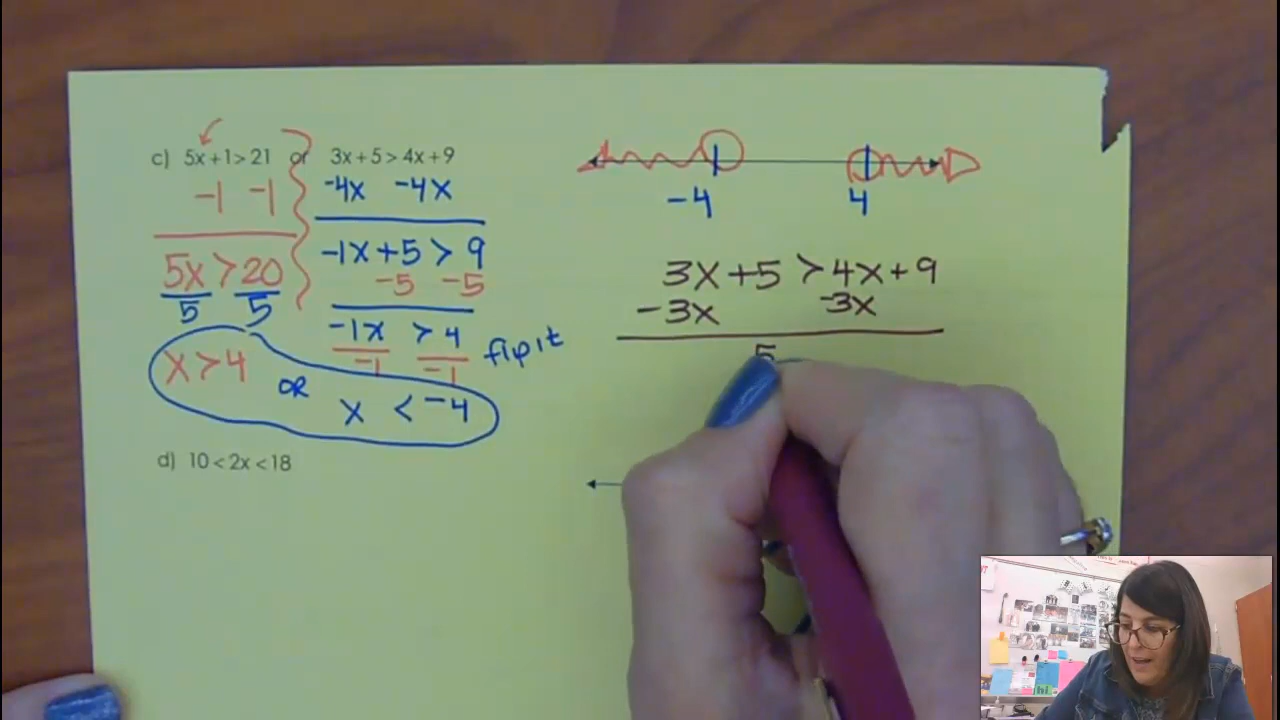 c) 5x+1>21 or 3x+5>4x+9
-1 -1 -4x -4x
5x>20 -1x+5>9
5 5 -5 -5
-1x >4 flip it
-1 -1
x>4 OR x < -4
d) 10<2x<18
-4 4
3x+5>4x+9
-3x -3x
5